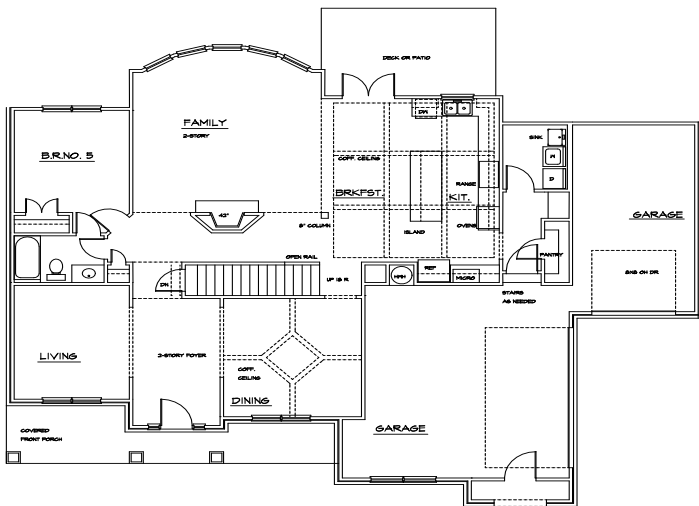 DECK OR PATIO
FAMILY
2-STORY
DW
SINK
W
D
B.R.NO. 5
COFF. CEILING
BRKFST.
KIT.
RANGE
GARAGE
42"
8" COLUMN
ISLAND
OVENS
OPEN RAIL
PANTRY
REF
MICRO
DN
UP 18 R
STAIRS
AS NEEDED
LIVING
2-STORY FOYER
COFF.
CEILING
DINING
GARAGE
COVERED
FRONT PORCH